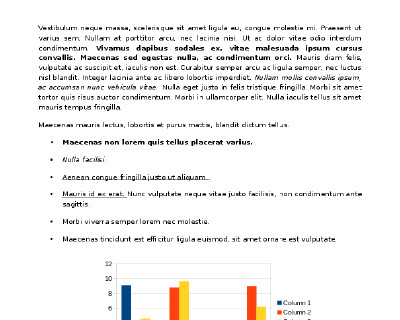 Vestibulum neque massa, scelerisque sit amet ligula eu, congue molestie mi. Praesent ut
varius sem. Nullam at porttitor arcu, nec lacinia nisi. Ut ac dolor vitae odio interdum
condimentum. Vivamus dapibus sodales ex, vitae malesuada ipsum cursus
convallis. Maecenas sed egestas nulla, ac condimentum orci. Mauris diam felis,
vulputate ac suscipit et, iaculis non est. Curabitur semper arcu ac ligula semper, nec luctus
nisl blandit. Integer lacinia ante ac libero lobortis imperdiet. Nullam mollis convallis ipsum,
ac accumsan nunc vehicula vitae. Nulla eget justo in felis tristique fringilla. Morbi sit amet
tortor quis risus auctor condimentum. Morbi in ullamcorper elit. Nulla iaculis tellus sit amet
mauris tempus fringilla.
Maecenas mauris lectus, lobortis et purus mattis, blandit dictum tellus.
• Maecenas non lorem quis tellus placerat varius.
• Nulla facilisi.
• Aenean congue fringilla justo ut aliquam.
• Mauris id ex erat. Nunc vulputate neque vitae justo facilisis, non condimentum ante
sagittis.
• Morbi viverra semper lorem nec molestie.
• Maecenas tincidunt est efficitur ligula euismod, sit amet ornare est vulputate.
12
10
8
6
Column 1
Column 2